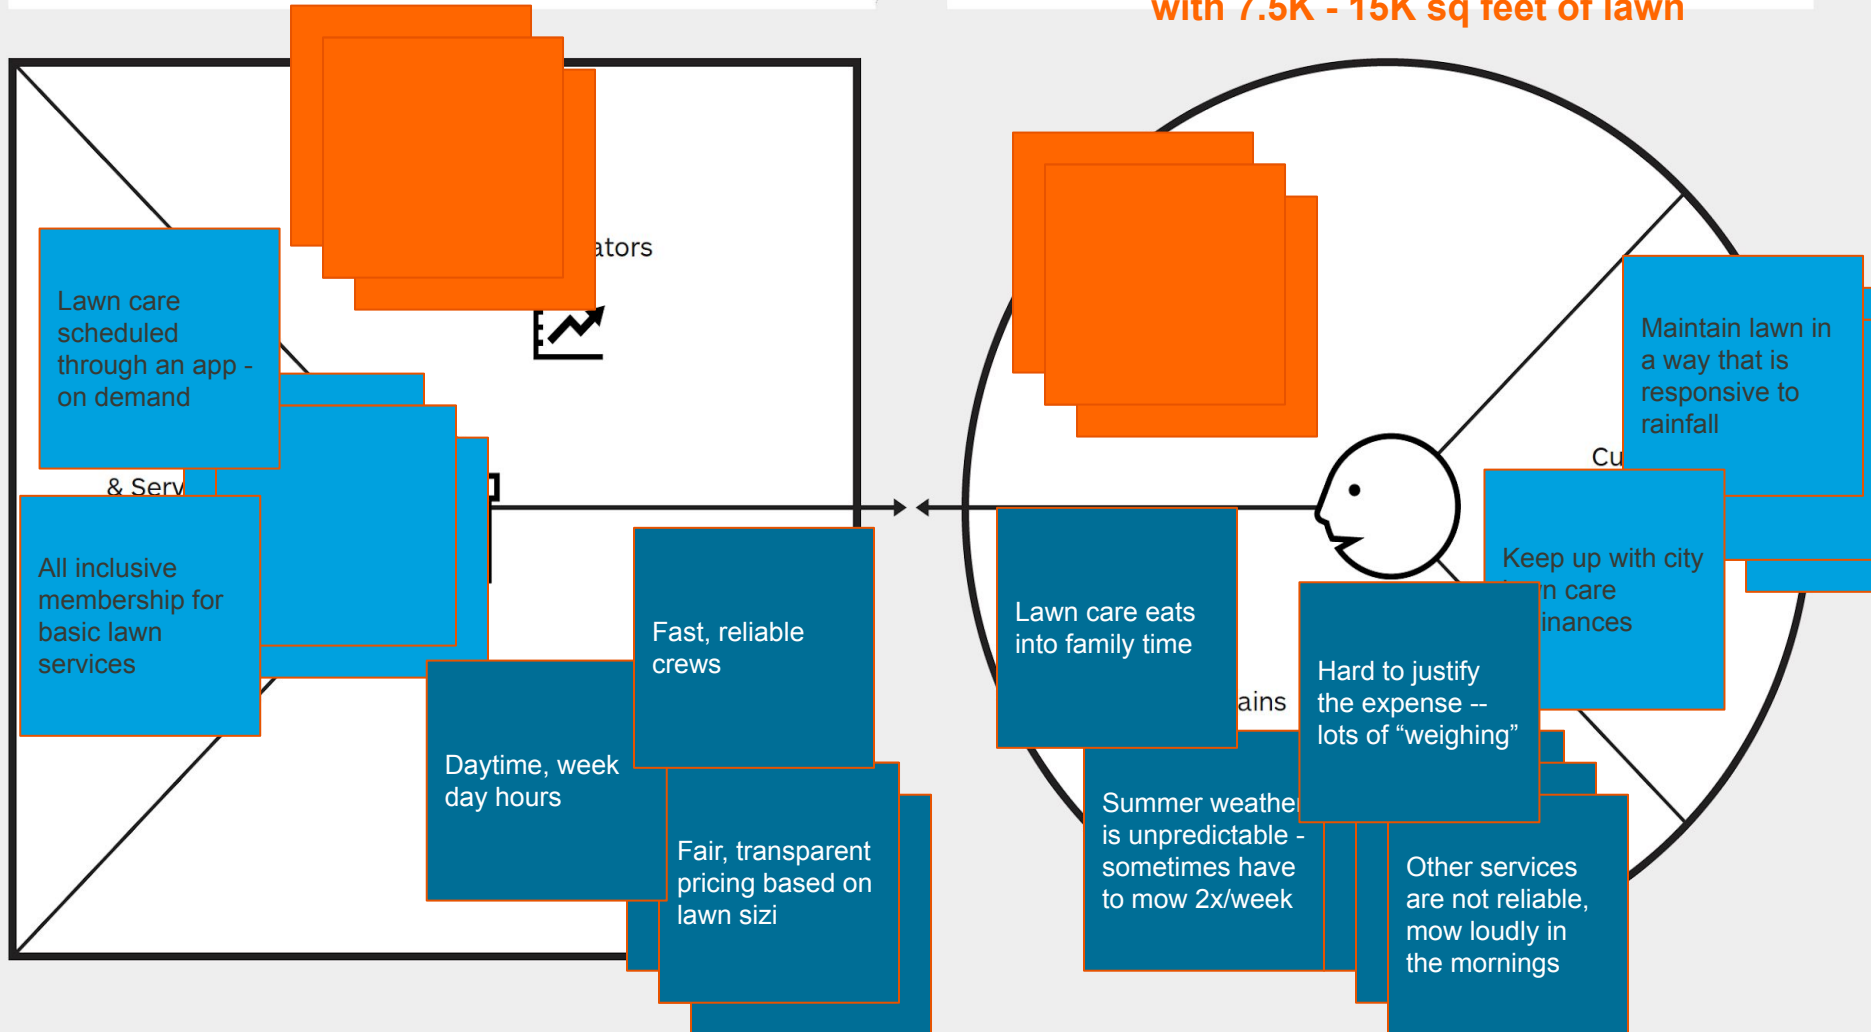 with 7.5K - 15K sq feet of lawn
ators
Lawn care
scheduled
through an app -
on demand
& Serv
All inclusive
membership for
basic lawn
services
Fast, reliable
crews
Daytime, week
day hours
Fair, transparent
pricing based on
lawn sizi
Maintain lawn in
a way that is
responsive to
rainfall
Cu
Keep up with city
n care
inances
Lawn care eats
into family time
ains
Hard to justify
the expense --
lots of “weighing”
Summer weathe
is unpredictable -
sometimes have
to mow 2x/week
Other services
are not reliable,
mow loudly in
the mornings